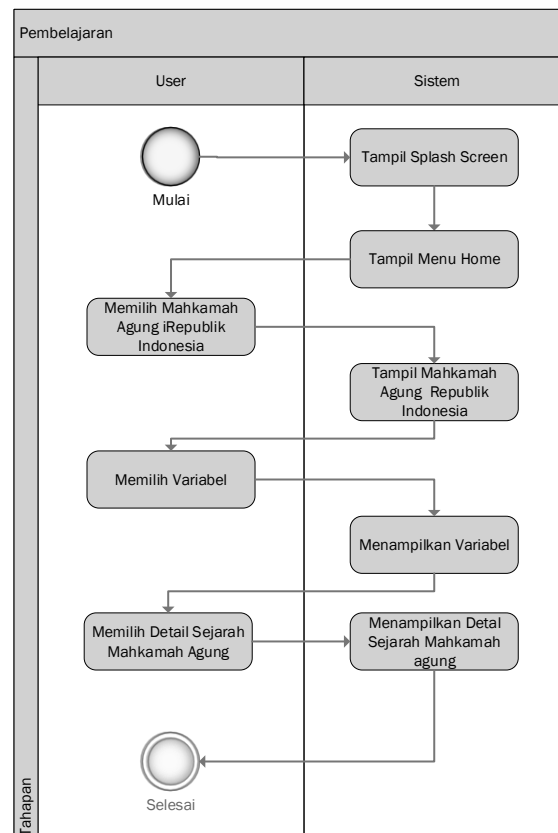 Pembelajaran
User
Sistem
Tahapan
Mulai
Tampil Splash Screen
Tampil Menu Home
Memilih Mahkamah
Agung iRepublik
Indonesia
Tampil Mahkamah
Agung Republik
Indonesia
Memilih Variabel
Menampilkan Variabel
Memilih Detail Sejarah
Mahkamah Agung
Menampilkan Detal
Sejarah Mahkamah
agung
Selesai